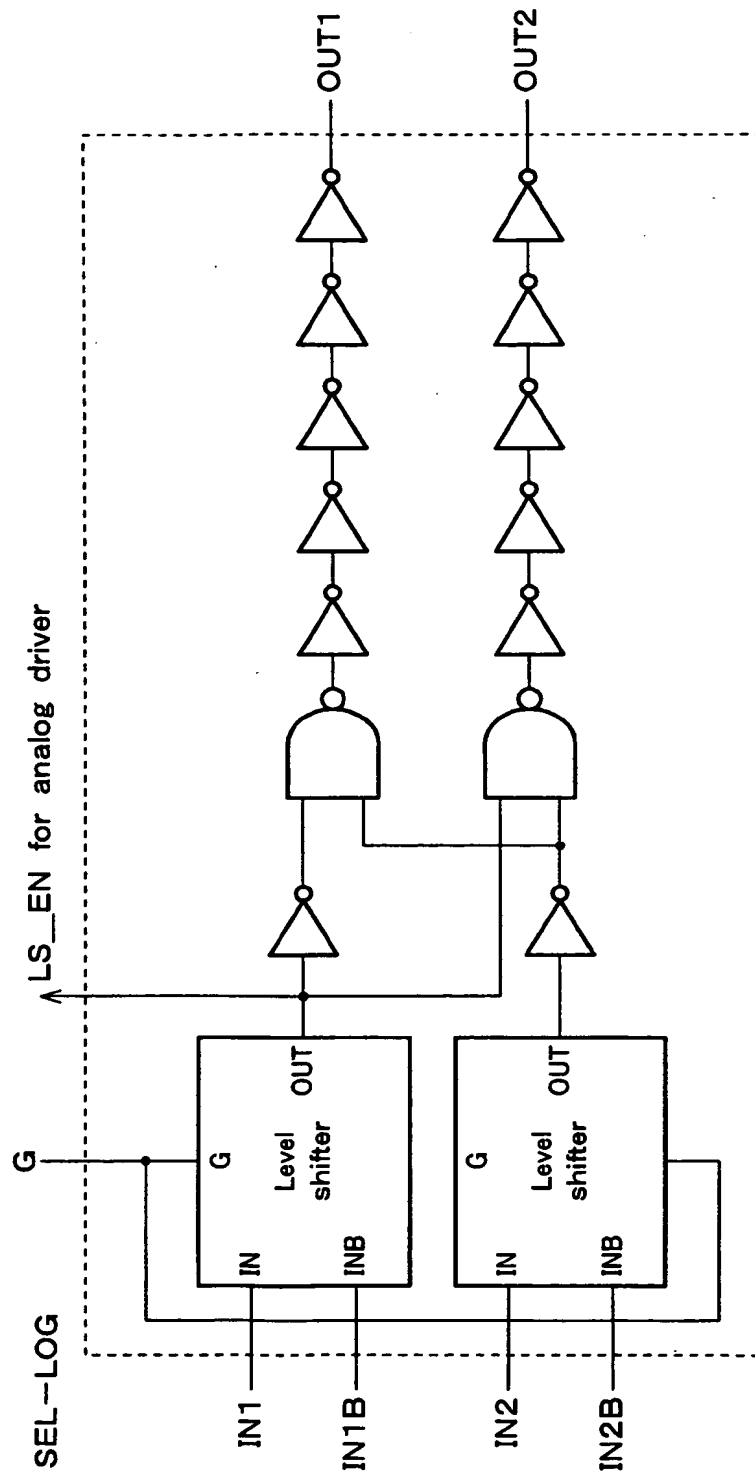 SEL--LOG
G
LS__EN for analog driver
IN1
IN1B
IN
INB
G
Level
shifter
OUT
OUT1
IN2
IN2B
IN
INB
G
Level
shifter
OUT
OUT2